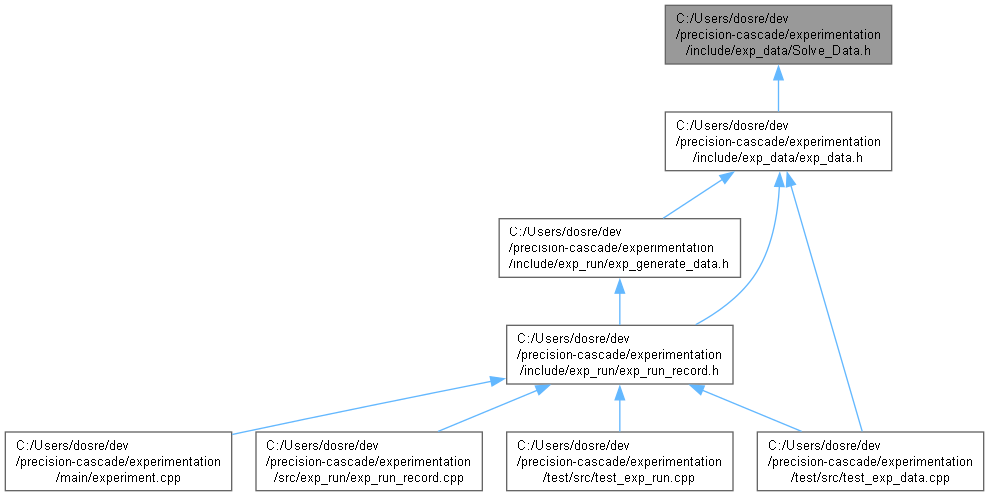 C:/Users/dosre/dev
/precision-cascade/experimentation
/include/exp_data/Solve_Data.h
C:/Users/dosre/dev
/precision-cascade/experimentation
/include/exp_data/exp_data.h
C:/Users/dosre/dev
/precision-cascade/experimentation
/include/exp_run/exp_generate_data.h
C:/Users/dosre/dev
/precision-cascade/experimentation
/include/exp_run/exp_run_record.h
C:/Users/dosre/dev
/precision-cascade/experimentation
/main/experiment.cpp
C:/Users/dosre/dev
/precision-cascade/experimentation
/src/exp_run/exp_run_record.cpp
C:/Users/dosre/dev
/precision-cascade/experimentation
/test/src/test_exp_run.cpp
C:/Users/dosre/dev
/precision-cascade/experimentation
/test/src/test_exp_data.cpp